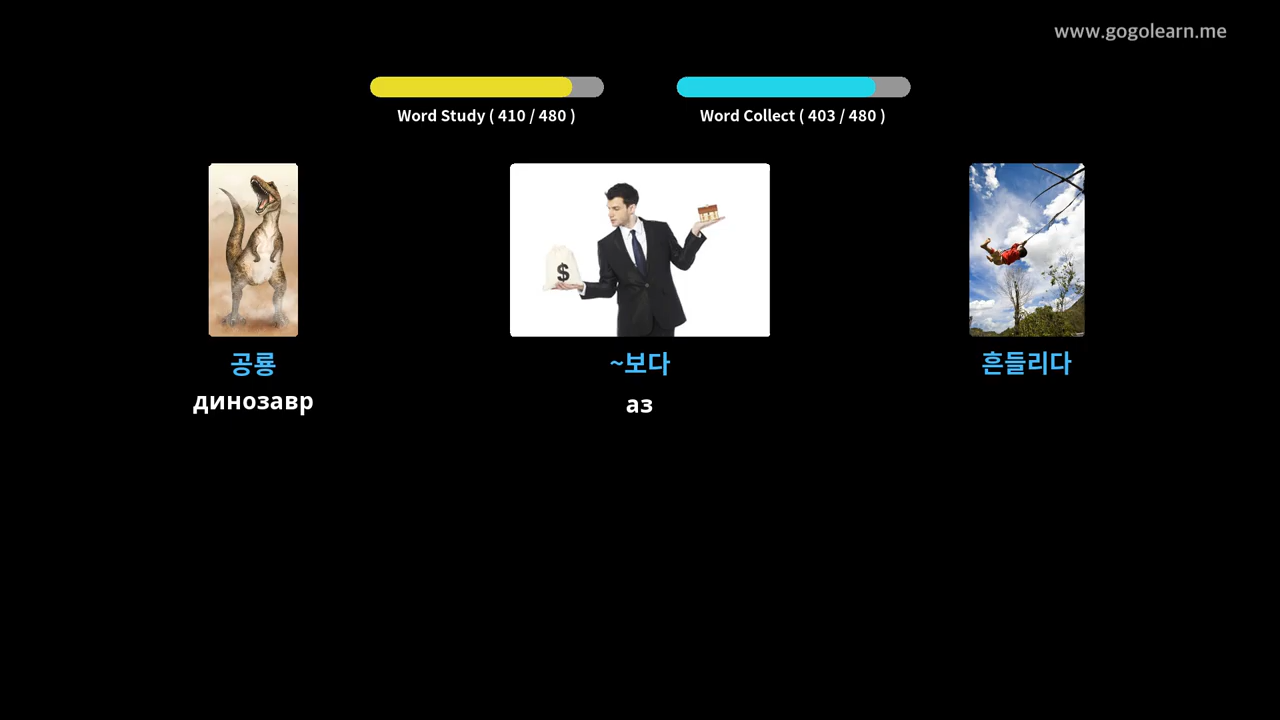 www.gogolearn.me
Word Study ( 410 / 480 )
Word Collect ( 403 / 480 )
$
공룡
~보다
흔들리다
динозавр
аз